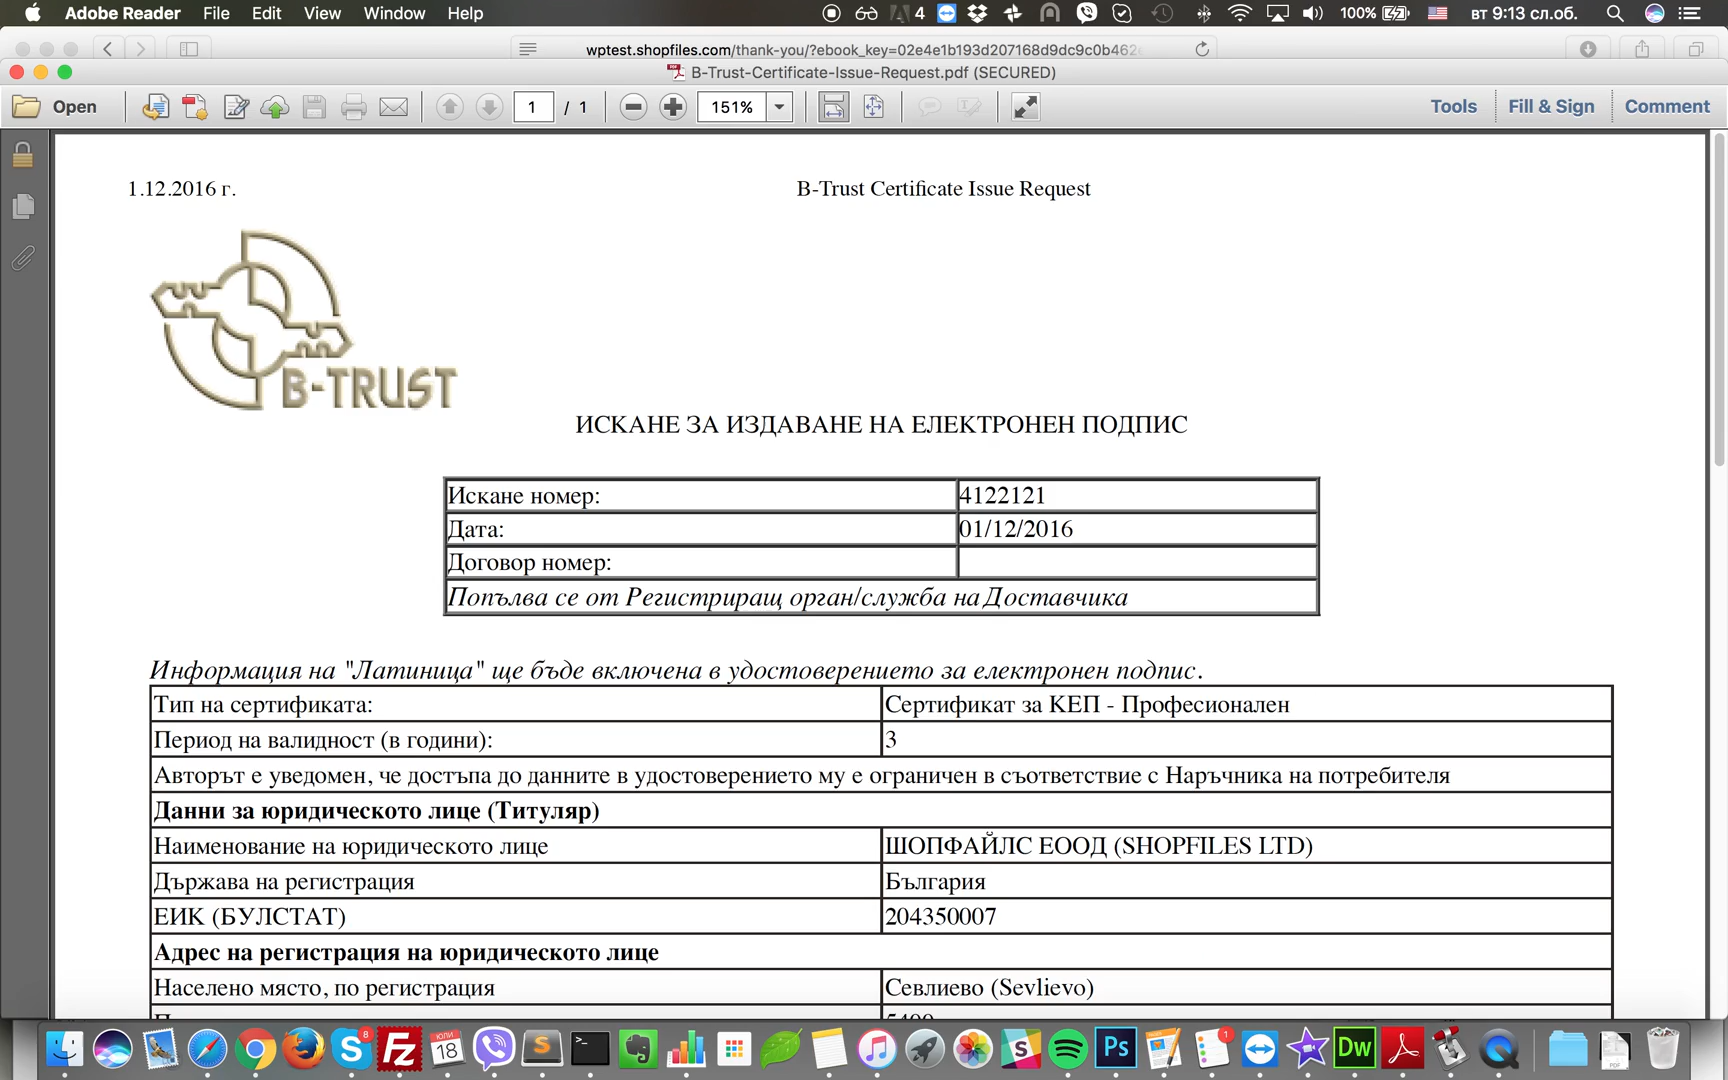 Adobe Reader File Edit View Window Help 4 100% вт 9:13 сл.об.
wptest.shopfiles.com/thank-you/?ebook_key=02e4e1b193d207168d9dc9c0b462
B-Trust-Certificate-Issue-Request.pdf (SECURED)
Open 1 / 1 151% Tools Fill & Sign Comment
1.12.2016 г. B-Trust Certificate Issue Request
B-TRUST
ИСКАНЕ ЗА ИЗДАВАНЕ НА ЕЛЕКТРОНЕН ПОДПИС
Искане номер: 4122121
Дата: 01/12/2016
Договор номер:
Попълва се от Регистриращ орган/служба на Доставчика
Информация на "Латиница" ще бъде включена в удостоверението за електронен подпис.
Тип на сертификата: Сертификат за КЕП - Професионален
Период на валидност (в години): 3
Авторът е уведомен, че достъпа до данните в удостоверението му е ограничен в съответствие с Наръчника на потребителя
Данни за юридическото лице (Титуляр)
Наименование на юридическото лице ШОПФАЙЛС ЕООД (SHOPFILES LTD)
Държава на регистрация България
ЕИК (БУЛСТАТ) 204350007
Адрес на регистрация на юридическото лице
Населено място, по регистрация Севлиево (Sevlievo)
8 ЮЛИ 18 1
S Fz S S Ps Dw